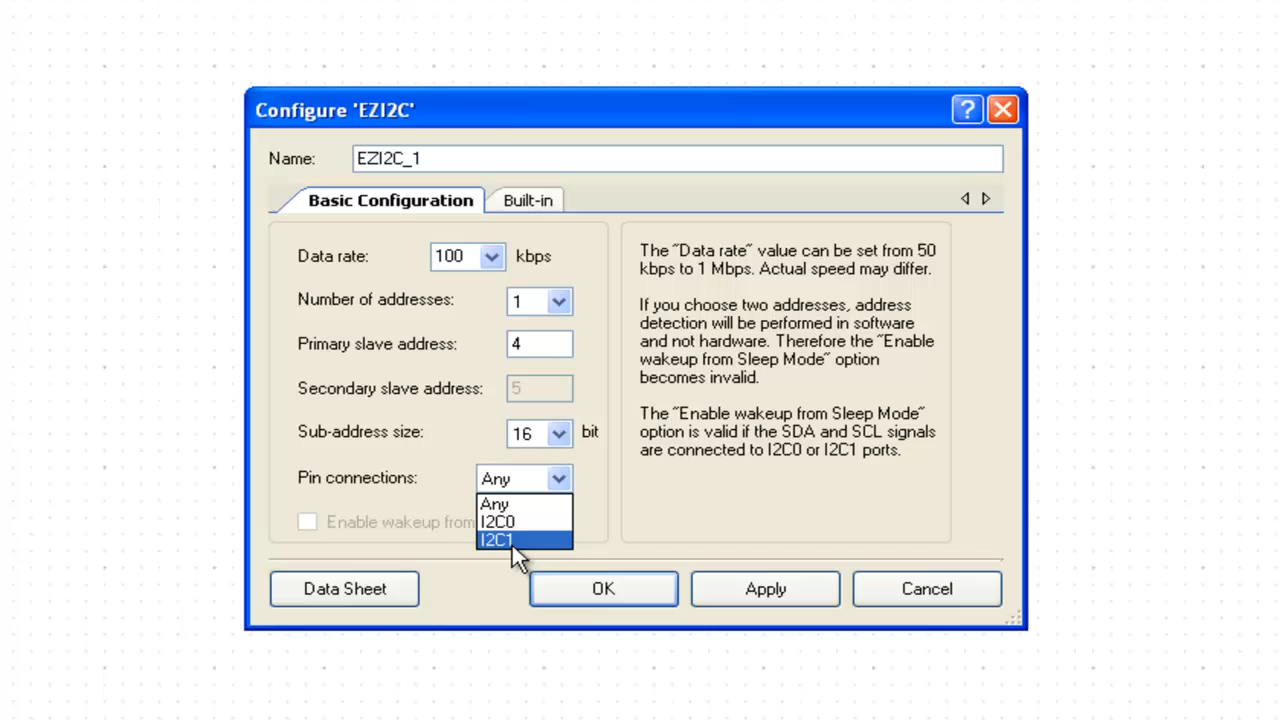 Configure 'EZI2C'
Name: EZI2C_1
Basic Configuration Built-in
Data rate: 100 kbps
Number of addresses: 1
Primary slave address: 4
Secondary slave address: 5
Sub-address size: 16 bit
Pin connections: Any
Any
I2C0
I2C1
Enable wakeup from
The "Data rate" value can be set from 50
kbps to 1 Mbps. Actual speed may differ.
If you choose two addresses, address
detection will be performed in software
and not hardware. Therefore the "Enable
wakeup from Sleep Mode" option
becomes invalid.
The "Enable wakeup from Sleep Mode"
option is valid if the SDA and SCL signals
are connected to I2C0 or I2C1 ports.
Data Sheet OK Apply Cancel